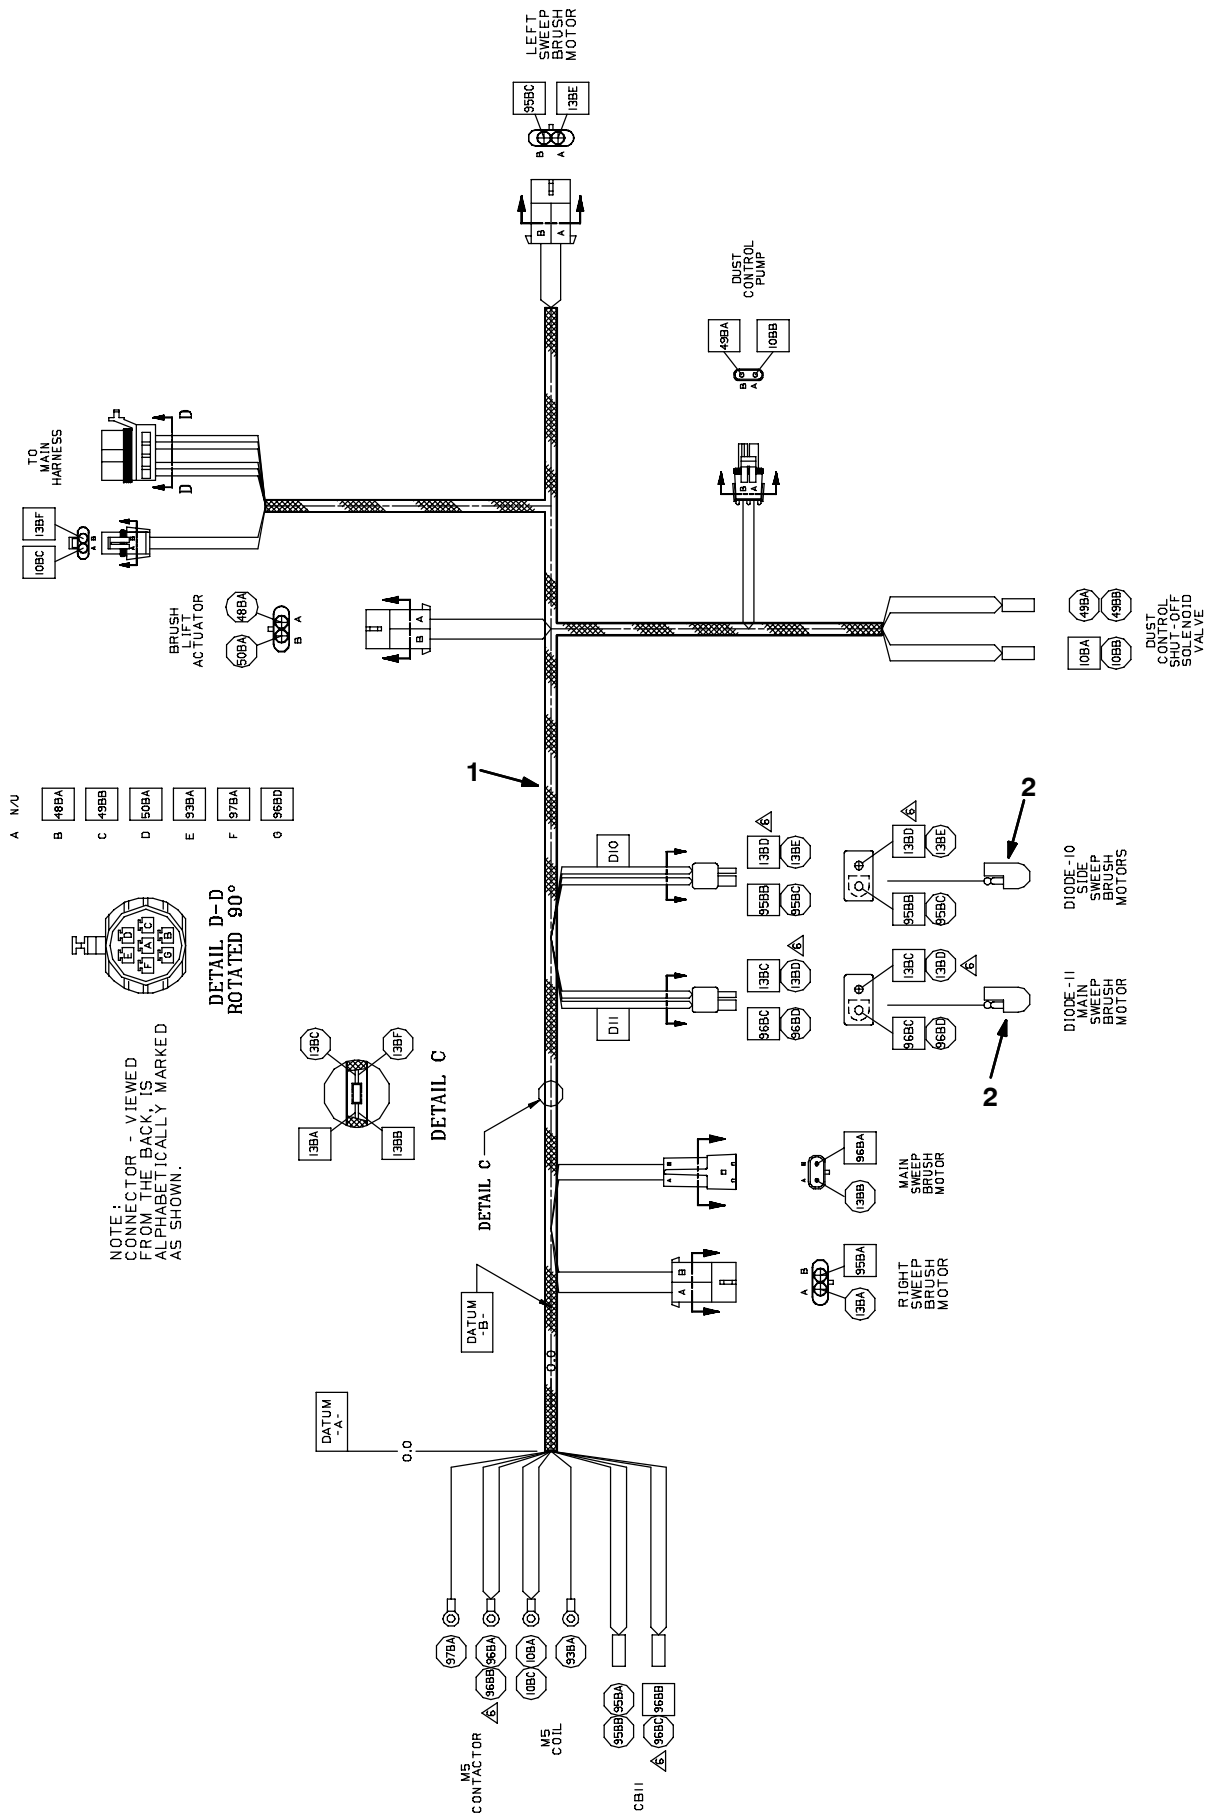 LEFT
SWEEP
BRUSH
MOTOR
95BC
13BE
B
A
B
A
TO
MAIN
HARNESS
13BF
10BC
A B
A B
D
D
DUST
CONTROL
PUMP
49BA
10BB
B
A
B
A
BRUSH
LIFT
ACTUATOR
48BA
50BA
B A
B A
49BA
49BB
10BA
10BB
DUST
CONTROL
SHUT-OFF
SOLENOID
VALVE
A N/U
B 48BA
C 49BB
D 50BA
E 93BA
F 97BA
G 96BD
E D
F A C
G B
DETAIL D-D
ROTATED 90°
NOTE:
CONNECTOR - VIEWED
FROM THE BACK, IS
ALPHABETICALLY MARKED
AS SHOWN.
1
D10
13BD
13BE
6
95BB
95BC
13BD
13BE
6
95BB
95BC
2
DIODE-10
SIDE
SWEEP
BRUSH
MOTORS
D11
13BC
13BD
6
96BC
96BD
13BC
13BD
6
96BC
96BD
2
DIODE-11
MAIN
SWEEP
BRUSH
MOTOR
13BC
13BF
13BA
13BB
DETAIL C
DETAIL C
A B
A B
96BA
13BB
MAIN
SWEEP
BRUSH
MOTOR
A B
A B
95BA
13BA
RIGHT
SWEEP
BRUSH
MOTOR
DATUM
-B-
0.0
DATUM
-A-
0.0
97BA
96BB
96BA
6
10BC
10BA
93BA
95BB
95BA
96BC
96BB
6
M5
CONTACTOR
M5
COIL
CB11